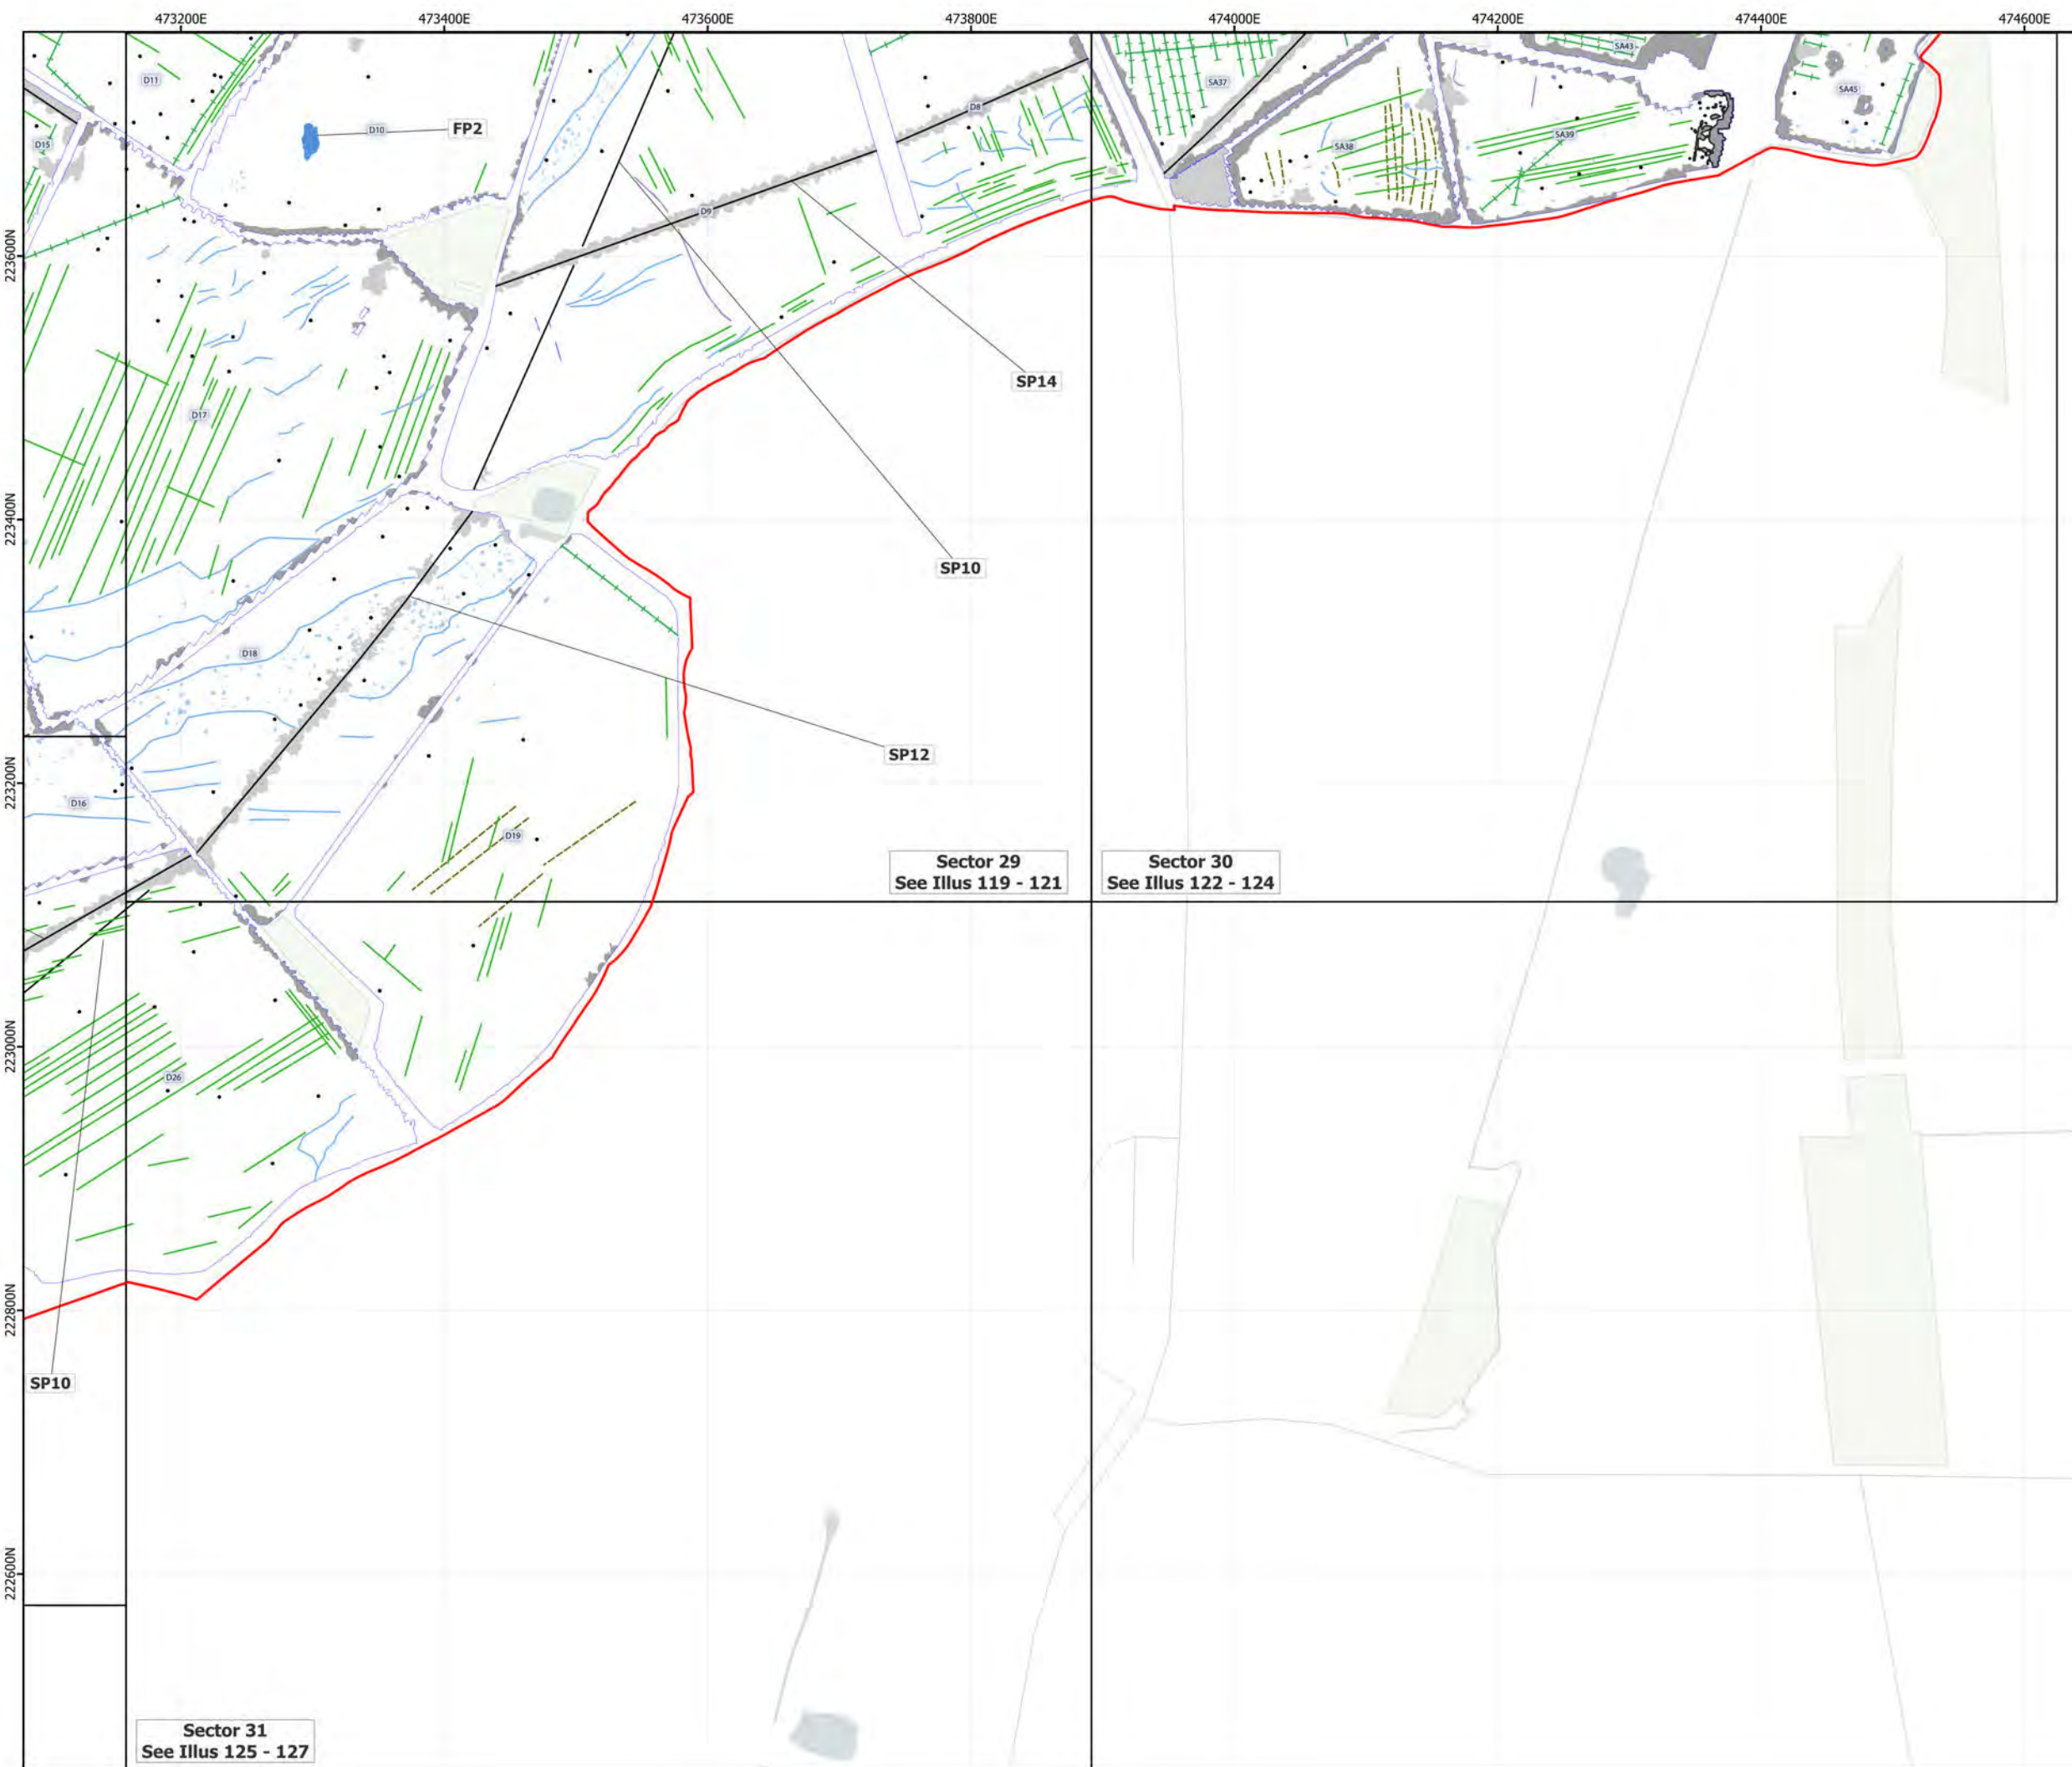 473200E
473400E
473600E
473800E
474000E
474200E
474400E
474600E
SA43
D11
SA37
SA45
D8
FP2
D10
SA39
D15
SA38
D9
223600N
SP14
D17
223400N
SP10
D18
SP12
223200N
D16
D19
Sector 29
See Illus 119 - 121
Sector 30
See Illus 122 - 124
223000N
D26
222800N
SP10
222600N
Sector 31
See Illus 125 - 127